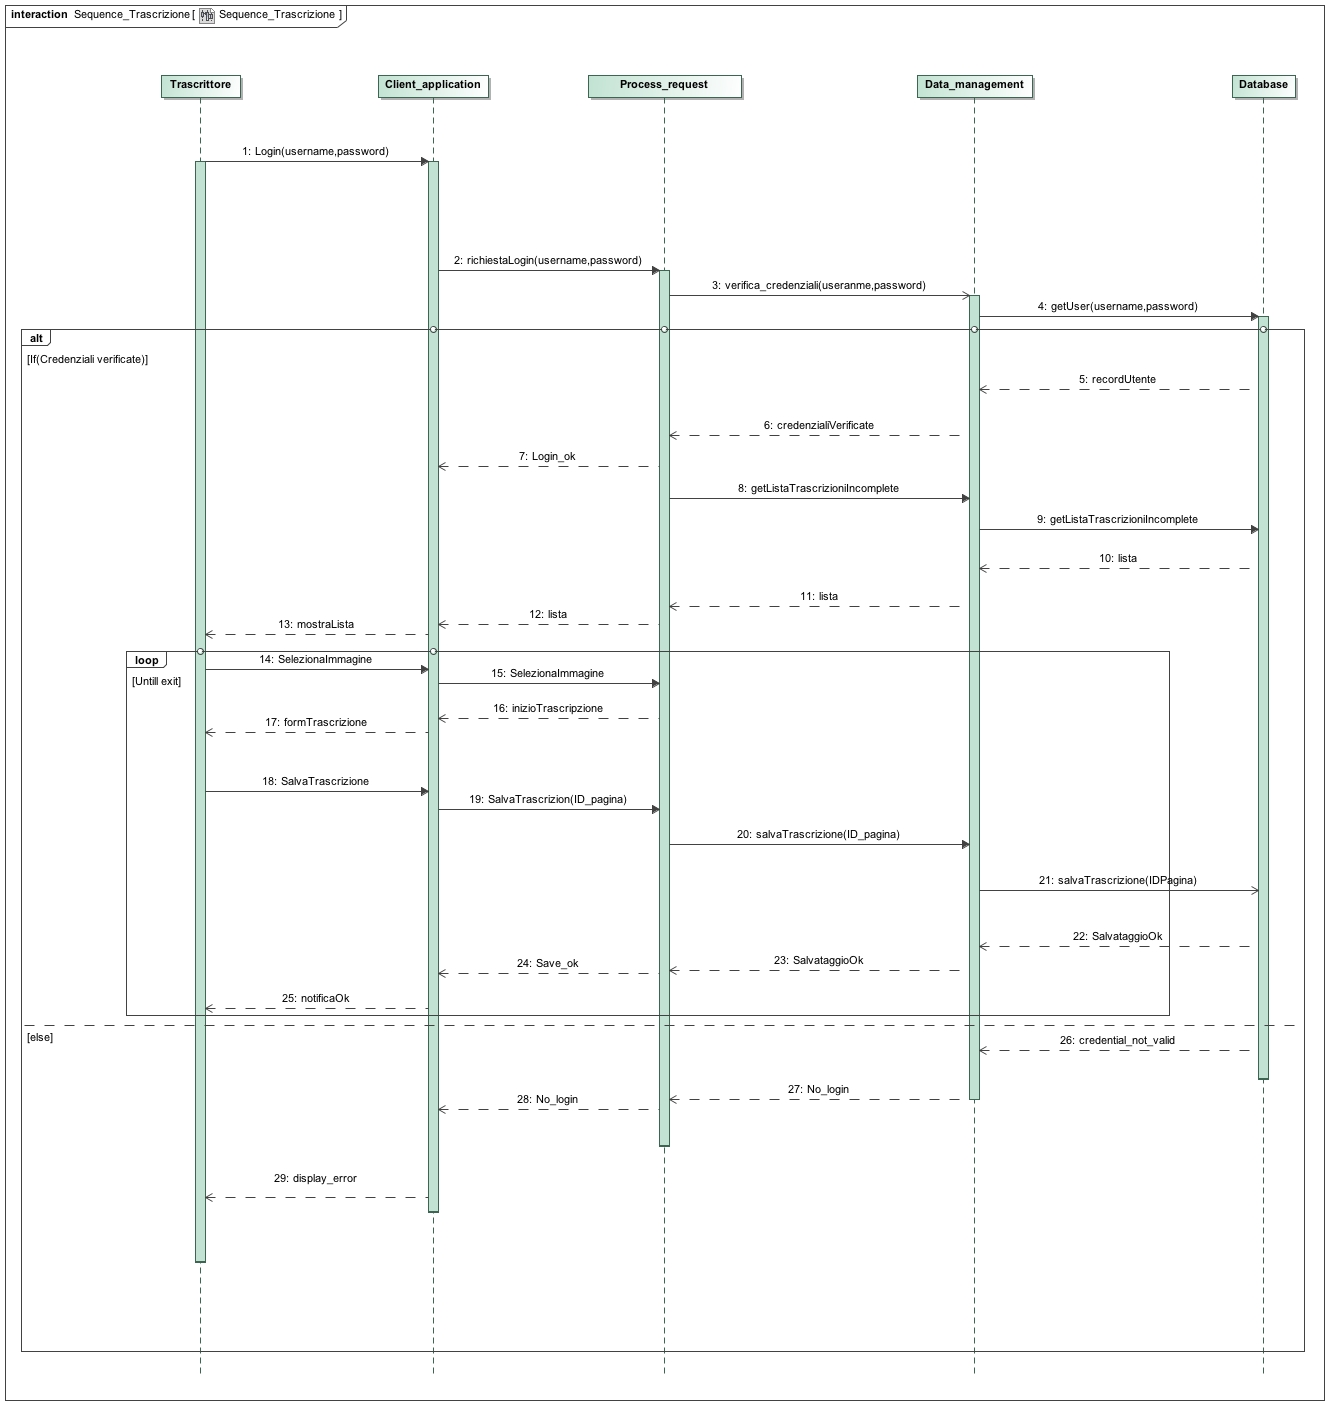 interaction Sequence_Trascrizione [ Sequence_Trascrizione ]
Trascrittore
Client_application
Process_request
Data_management
Database
1: Login(username,password)
2: richiestaLogin(username,password)
3: verifica_credenziali(useranme,password)
4: getUser(username,password)
alt
[If(Credenziali verificate)]
5: recordUtente
6: credenzialiVerificate
7: Login_ok
8: getListaTrascrizioniIncomplete
9: getListaTrascrizioniIncomplete
10: lista
11: lista
12: lista
13: mostraLista
loop
[Untill exit]
14: SelezionaImmagine
15: SelezionaImmagine
16: inizioTrascripzione
17: formTrascrizione
18: SalvaTrascrizione
19: SalvaTrascrizion(ID_pagina)
20: salvaTrascrizione(ID_pagina)
21: salvaTrascrizione(IDPagina)
22: SalvataggioOk
23: SalvataggioOk
24: Save_ok
25: notificaOk
[else]
26: credential_not_valid
27: No_login
28: No_login
29: display_error